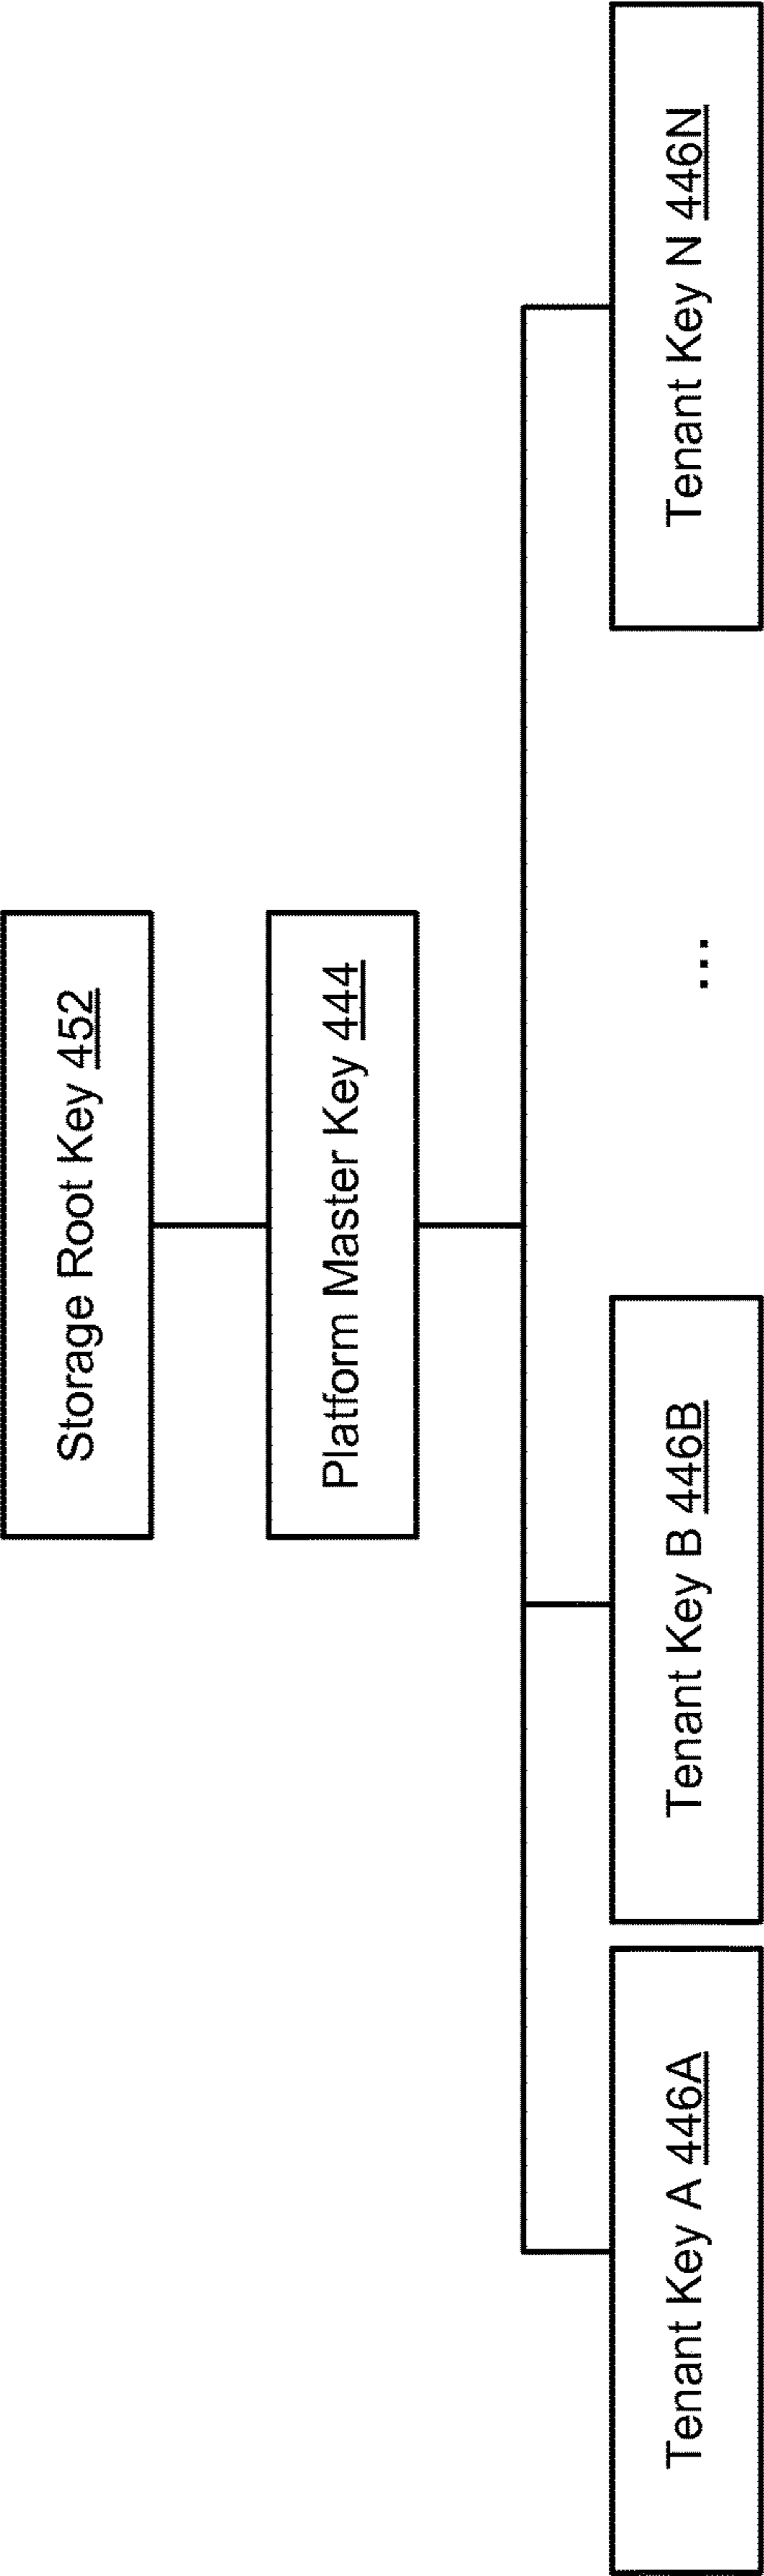 Storage Root Key 452
Platform Master Key 444
Tenant Key A 446A
Tenant Key B 446B
...
Tenant Key N 446N